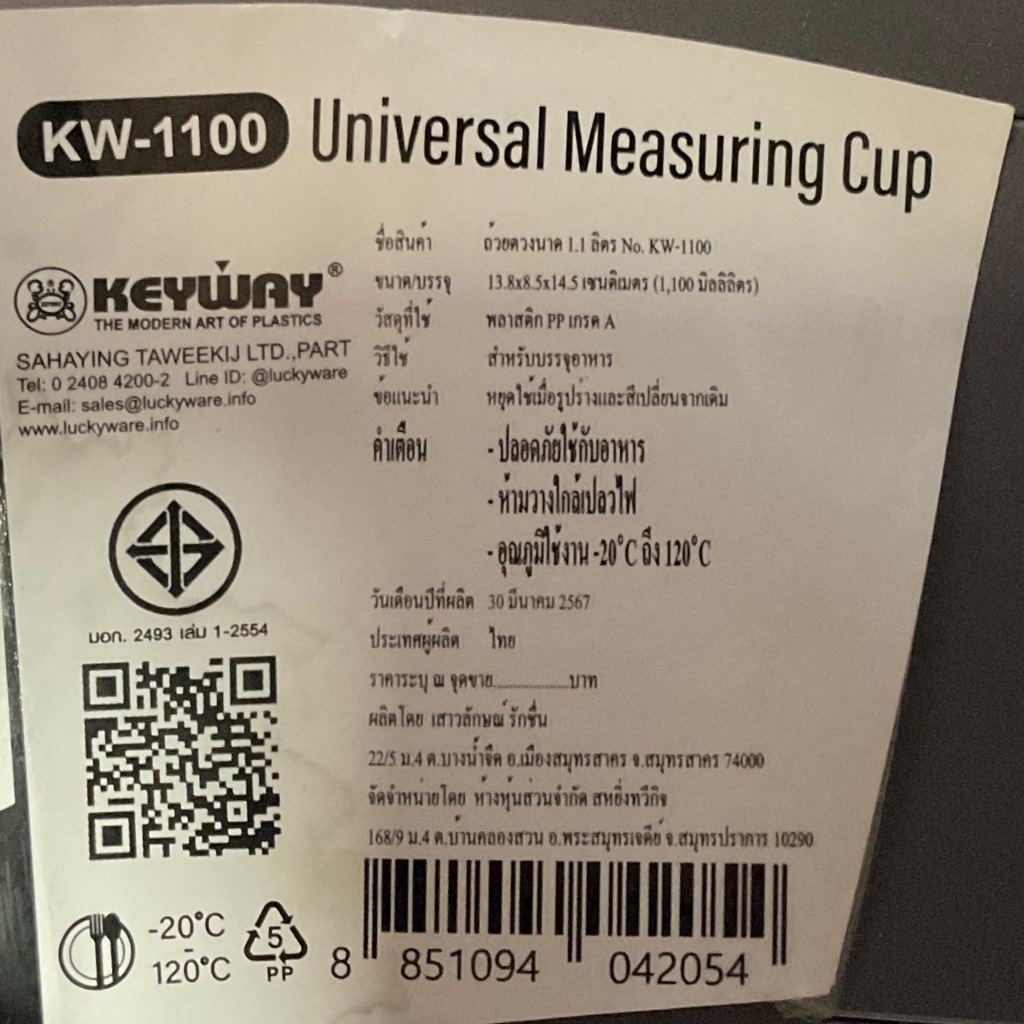 KW-1100 Universal Measuring Cup
KEYWAY®
THE MODERN ART OF PLASTICS
SAHAYING TAWEEKIJ LTD.,PART
Tel: 0 2408 4200-2 Line ID: @luckyware
E-mail: sales@luckyware.info
www.luckyware.info
มอก. 2493 เล่ม 1-2554
ชื่อสินค้า ถ้วยตวงนาค 1.1 ลิตร No. KW-1100
ขนาด/บรรจุ 13.8x8.5x14.5 เซนติเมตร (1,100 มิลลิลิตร)
วัสดุที่ใช้ พลาสติก PP เกรด A
วิธีใช้ สำหรับบรรจุอาหาร
ข้อแนะนำ หยุดใช้เมื่อรูปร่างและสีเปลี่ยนจากเดิม
คำเตือน - ปลอดภัยใช้กับอาหาร
- ห้ามวางใกล้เปลวไฟ
- อุณภูมิใช้งาน -20°C ถึง 120°C
วันเดือนปีที่ผลิต 30 มีนาคม 2567
ประเทศผู้ผลิต ไทย
ราคาระบุ ณ จุดขาย..................บาท
ผลิตโดย เสาวลักษณ์ รักชื่น
22/5 ม.4 ต.บางน้ำจืด อ.เมืองสมุทรสาคร จ.สมุทรสาคร 74000
จัดจำหน่ายโดย ห้างหุ้นส่วนจำกัด สหยิ่งทวีกิจ
168/9 ม.4 ต.บ้านคลองสวน อ.พระสมุทรเจดีย์ จ.สมุทรปราการ 10290
-20°C
-
120°C
5
PP
8 851094 042054